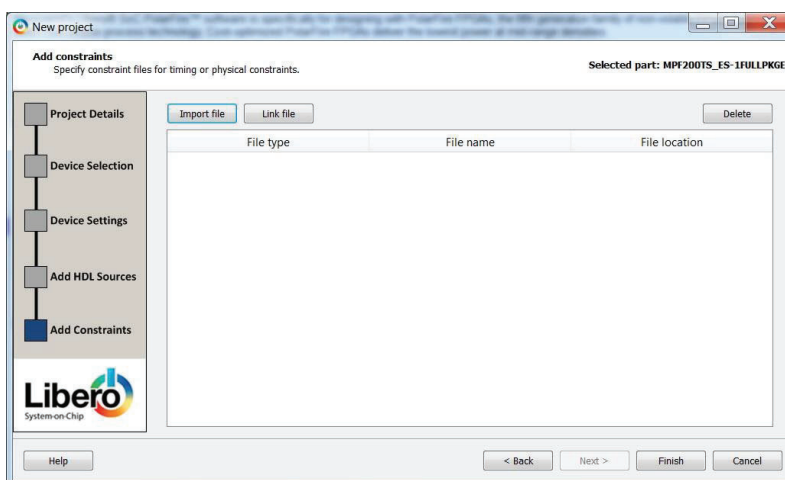 New project
Add constraints
Specify constraint files for timing or physical constraints.
Selected part: MPF200TS_ES-1FULLPKGE
Project Details
Device Selection
Device Settings
Add HDL Sources
Add Constraints
Libero
System-on-Chip
Import file
Link file
Delete
File type
File name
File location
Help
< Back
Next >
Finish
Cancel